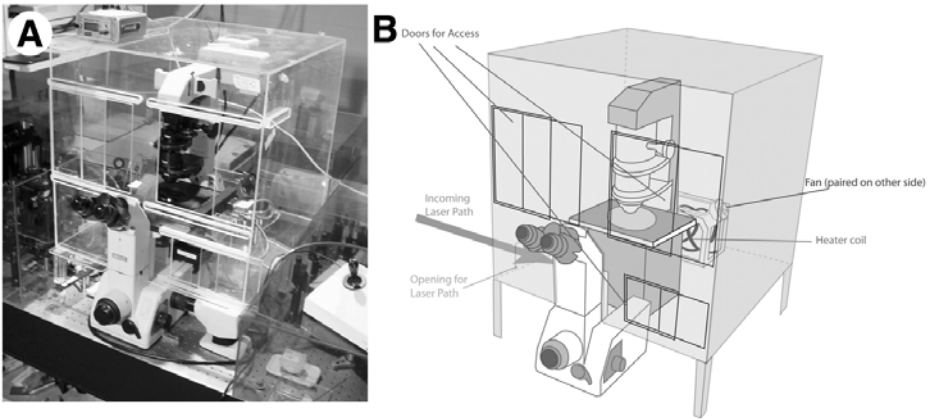 A
B
Doors for Access
Incoming
Laser Path
Opening for
Laser Path
Fan (paired on other side)
Heater coil